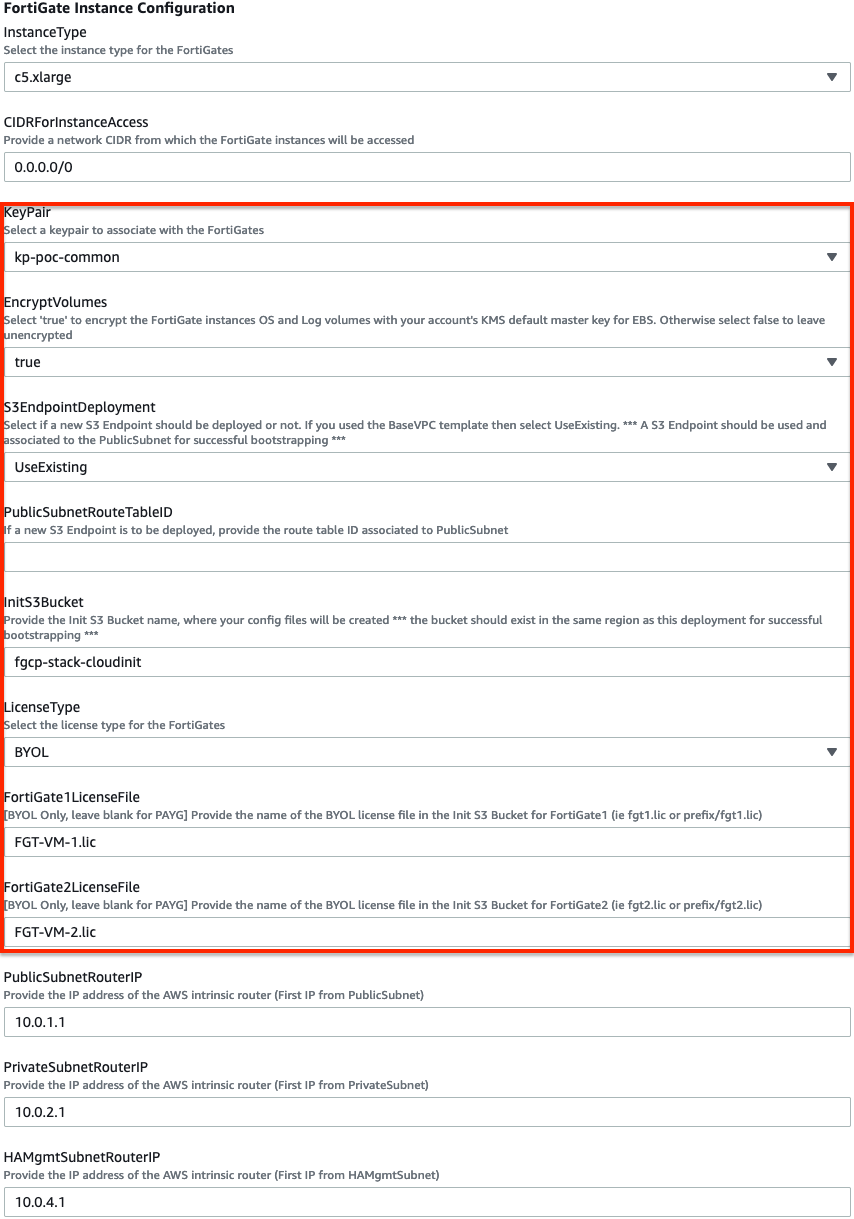 FortiGate Instance Configuration
InstanceType
Select the instance type for the FortiGates
c5.xlarge
CIDRForInstanceAccess
Provide a network CIDR from which the FortiGate instances will be accessed
0.0.0.0/0
KeyPair
Select a keypair to associate with the FortiGates
kp-poc-common
EncryptVolumes
Select 'true' to encrypt the FortiGate instances OS and Log volumes with your account's KMS default master key for EBS. Otherwise select false to leave
unencrypted
true
S3EndpointDeployment
Select if a new S3 Endpoint should be deployed or not. If you used the BaseVPC template then select UseExisting. *** A S3 Endpoint should be used and
associated to the PublicSubnet for successful bootstrapping ***
UseExisting
PublicSubnetRouteTableID
If a new S3 Endpoint is to be deployed, provide the route table ID associated to PublicSubnet
InitS3Bucket
Provide the Init S3 Bucket name, where your config files will be created *** the bucket should exist in the same region as this deployment for successful
bootstrapping ***
fgcp-stack-cloudinit
LicenseType
Select the license type for the FortiGates
BYOL
FortiGate1LicenseFile
[BYOL Only, leave blank for PAYG] Provide the name of the BYOL license file in the Init S3 Bucket for FortiGate1 (ie fgt1.lic or prefix/fgt1.lic)
FGT-VM-1.lic
FortiGate2LicenseFile
[BYOL Only, leave blank for PAYG] Provide the name of the BYOL license file in the Init S3 Bucket for FortiGate2 (ie fgt2.lic or prefix/fgt2.lic)
FGT-VM-2.lic
PublicSubnetRouterIP
Provide the IP address of the AWS intrinsic router (First IP from PublicSubnet)
10.0.1.1
PrivateSubnetRouterIP
Provide the IP address of the AWS intrinsic router (First IP from PrivateSubnet)
10.0.2.1
HAMgmtSubnetRouterIP
Provide the IP address of the AWS intrinsic router (First IP from HAMgmtSubnet)
10.0.4.1